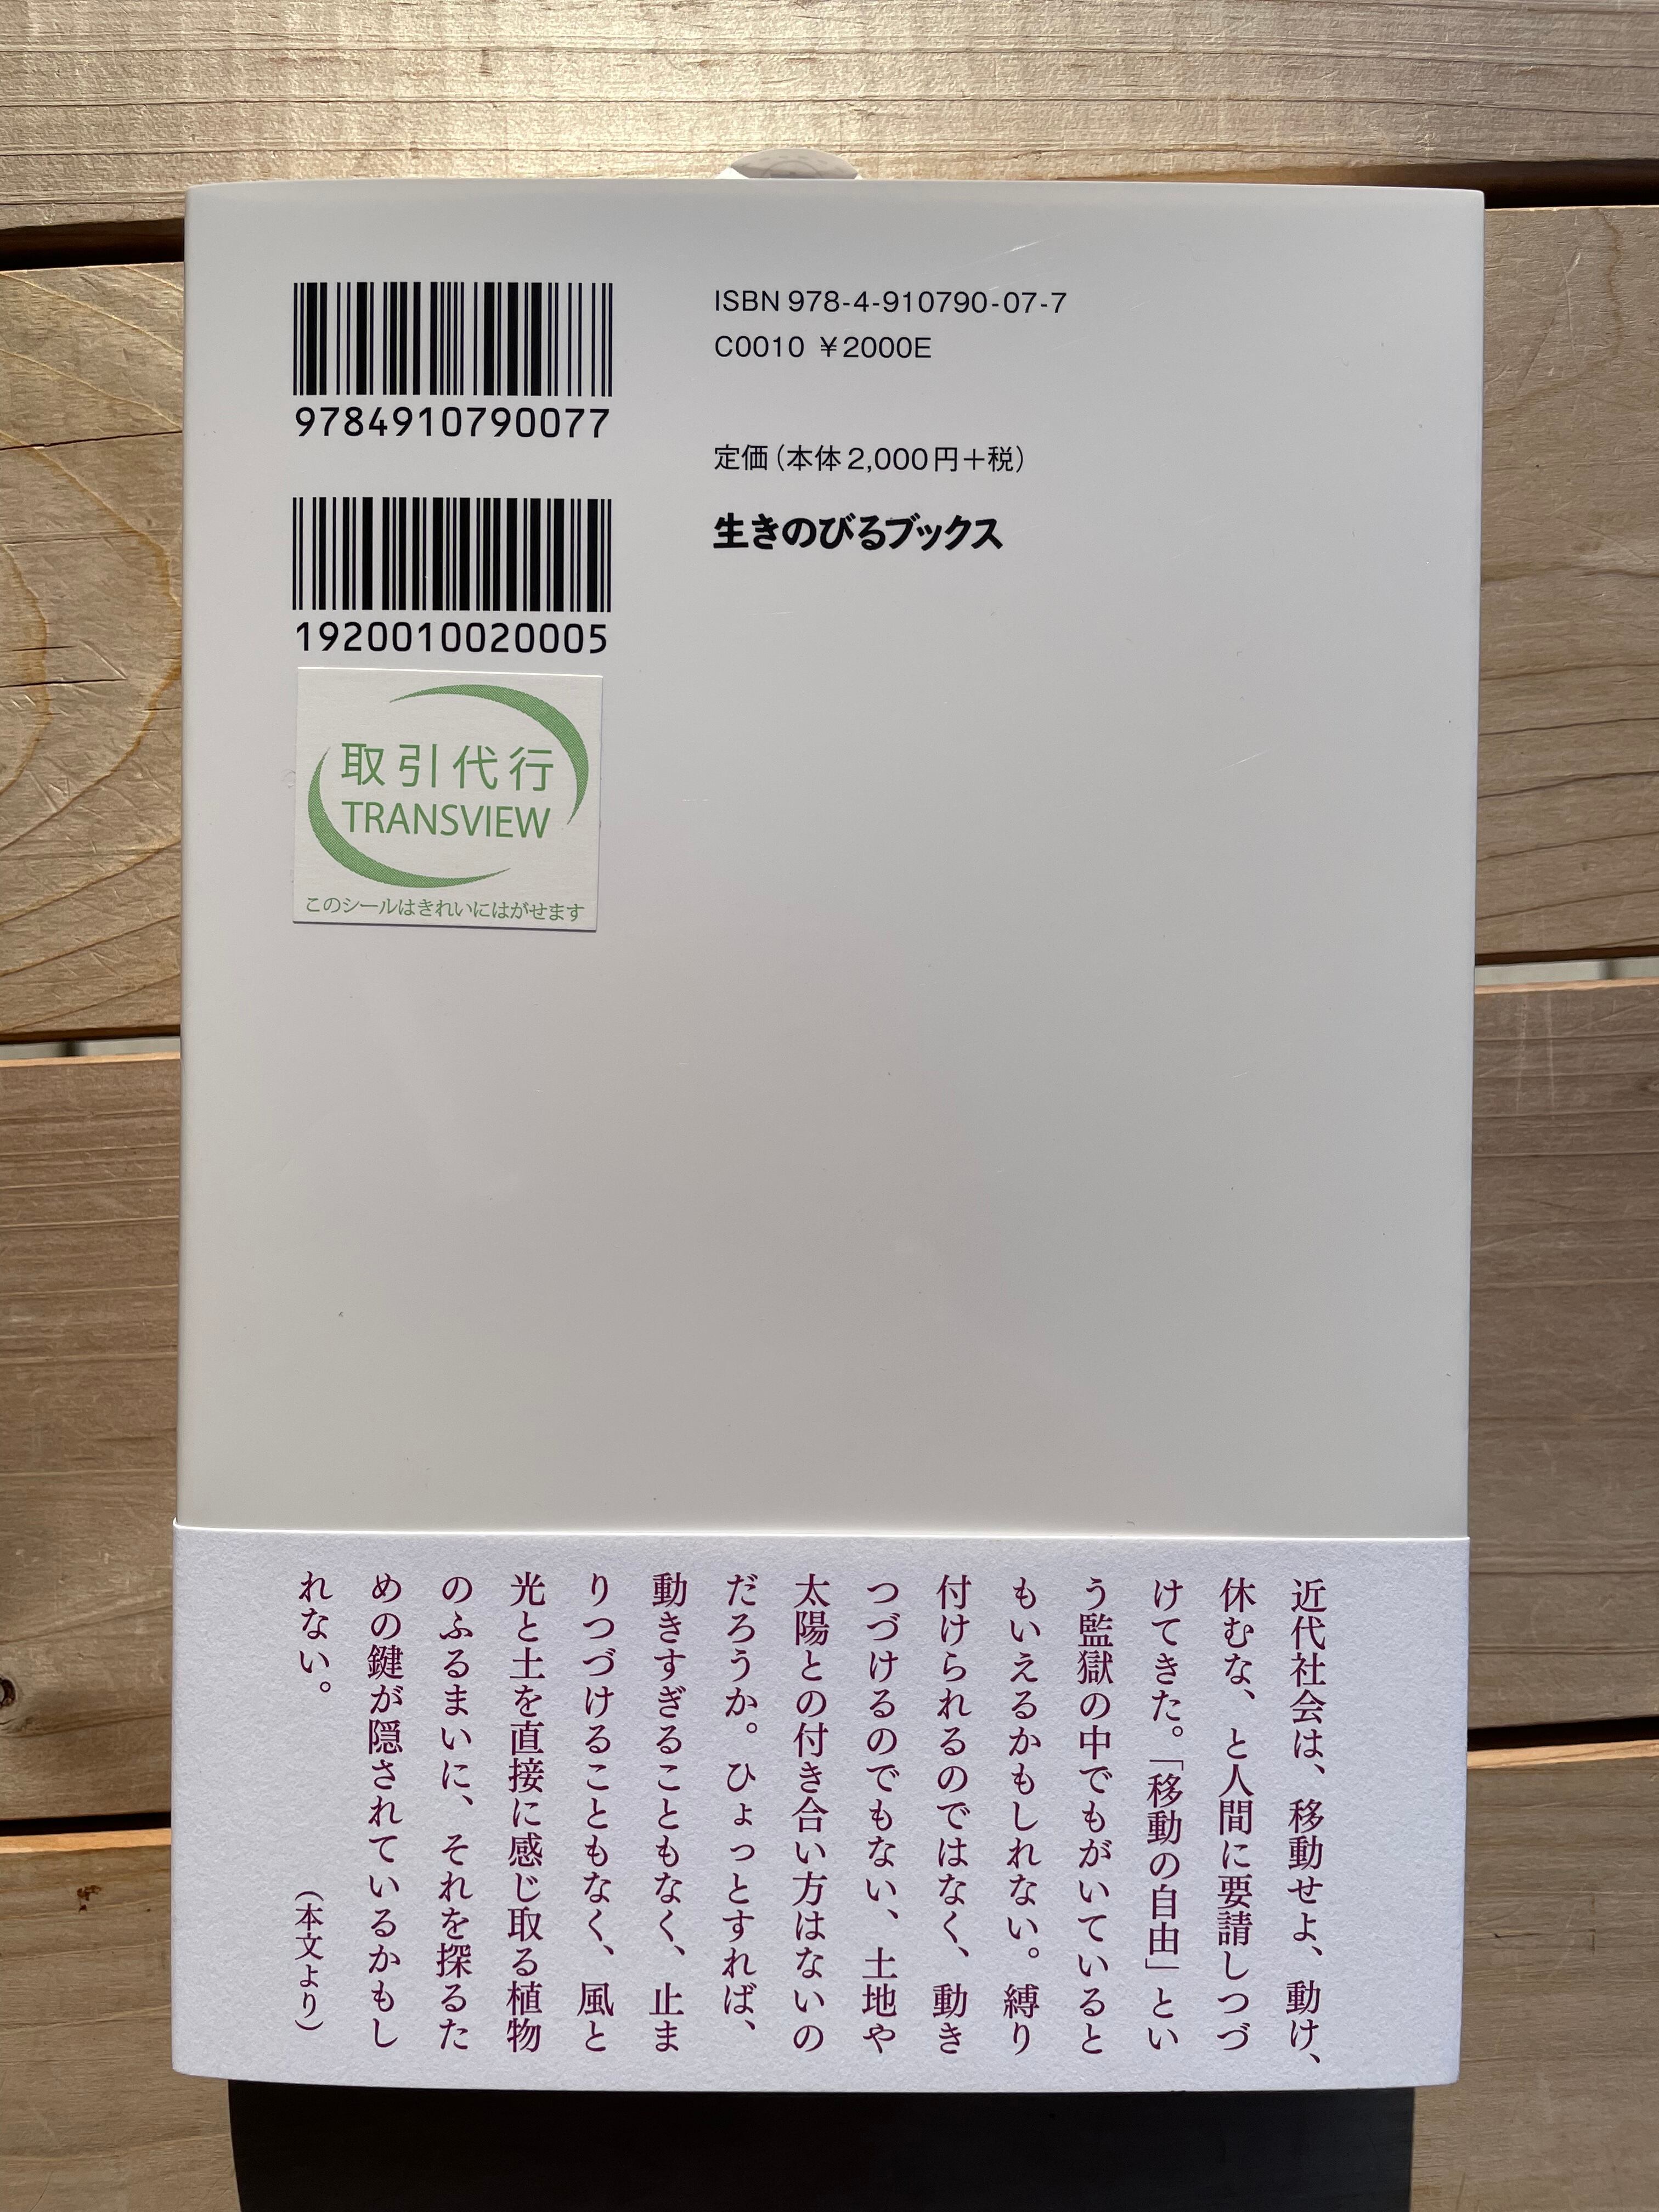 9784910790077
ISBN 978-4-910790-07-7
C0010 ¥2000E
定価（本体2,000円＋税）
生きのびるブックス
1920010020005
取引代行
TRANSVIEW
このシールはきれいにはがせます
近代社会は、移動せよ、動け、
休むな、と人間に要請しつづ
けてきた。「移動の自由」とい
う監獄の中でもがいていると
もいえるかもしれない。縛り
付けられるのではなく、動き
つづけるのでもない、土地や
太陽との付き合い方はないの
だろうか。ひょっとすれば、
動きすぎることもなく、止ま
りつづけることもなく、風と
光と土を直接に感じ取る植物
のふるまいに、それを探るた
めの鍵が隠されているかもし
れない。
（本文より）